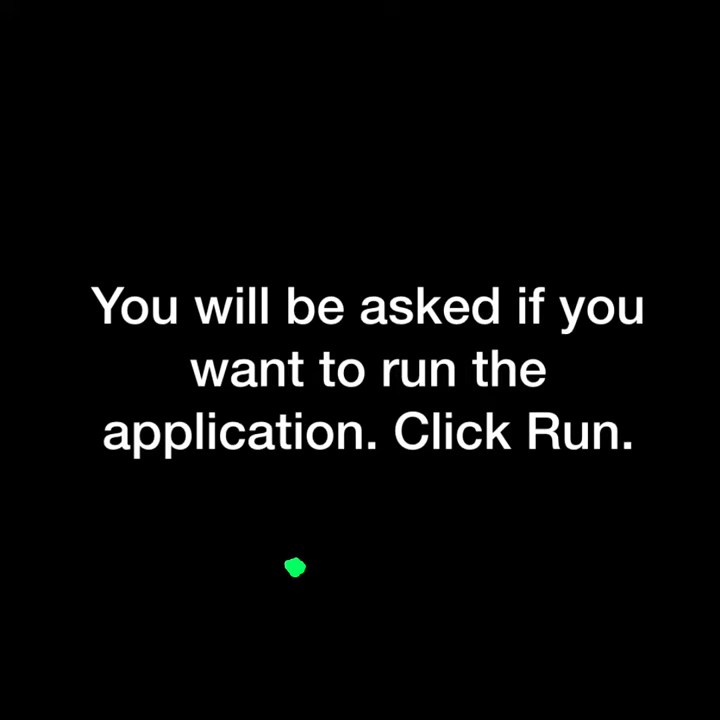 You will be asked if you
want to run the
application. Click Run.